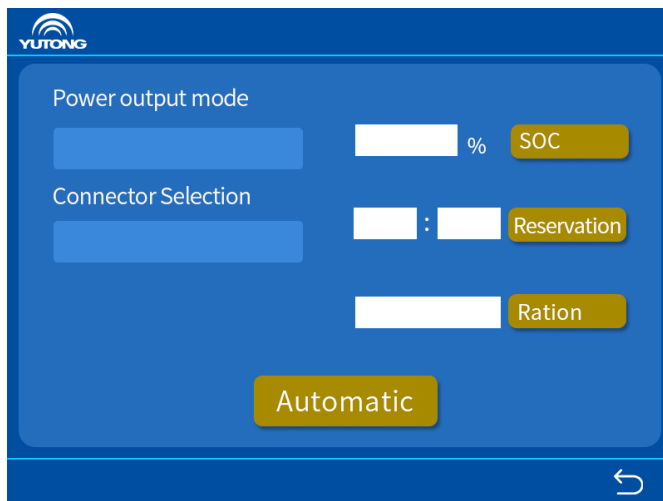 YUTONG
Power output mode
% SOC
Connector Selection
: Reservation
Ration
Automatic